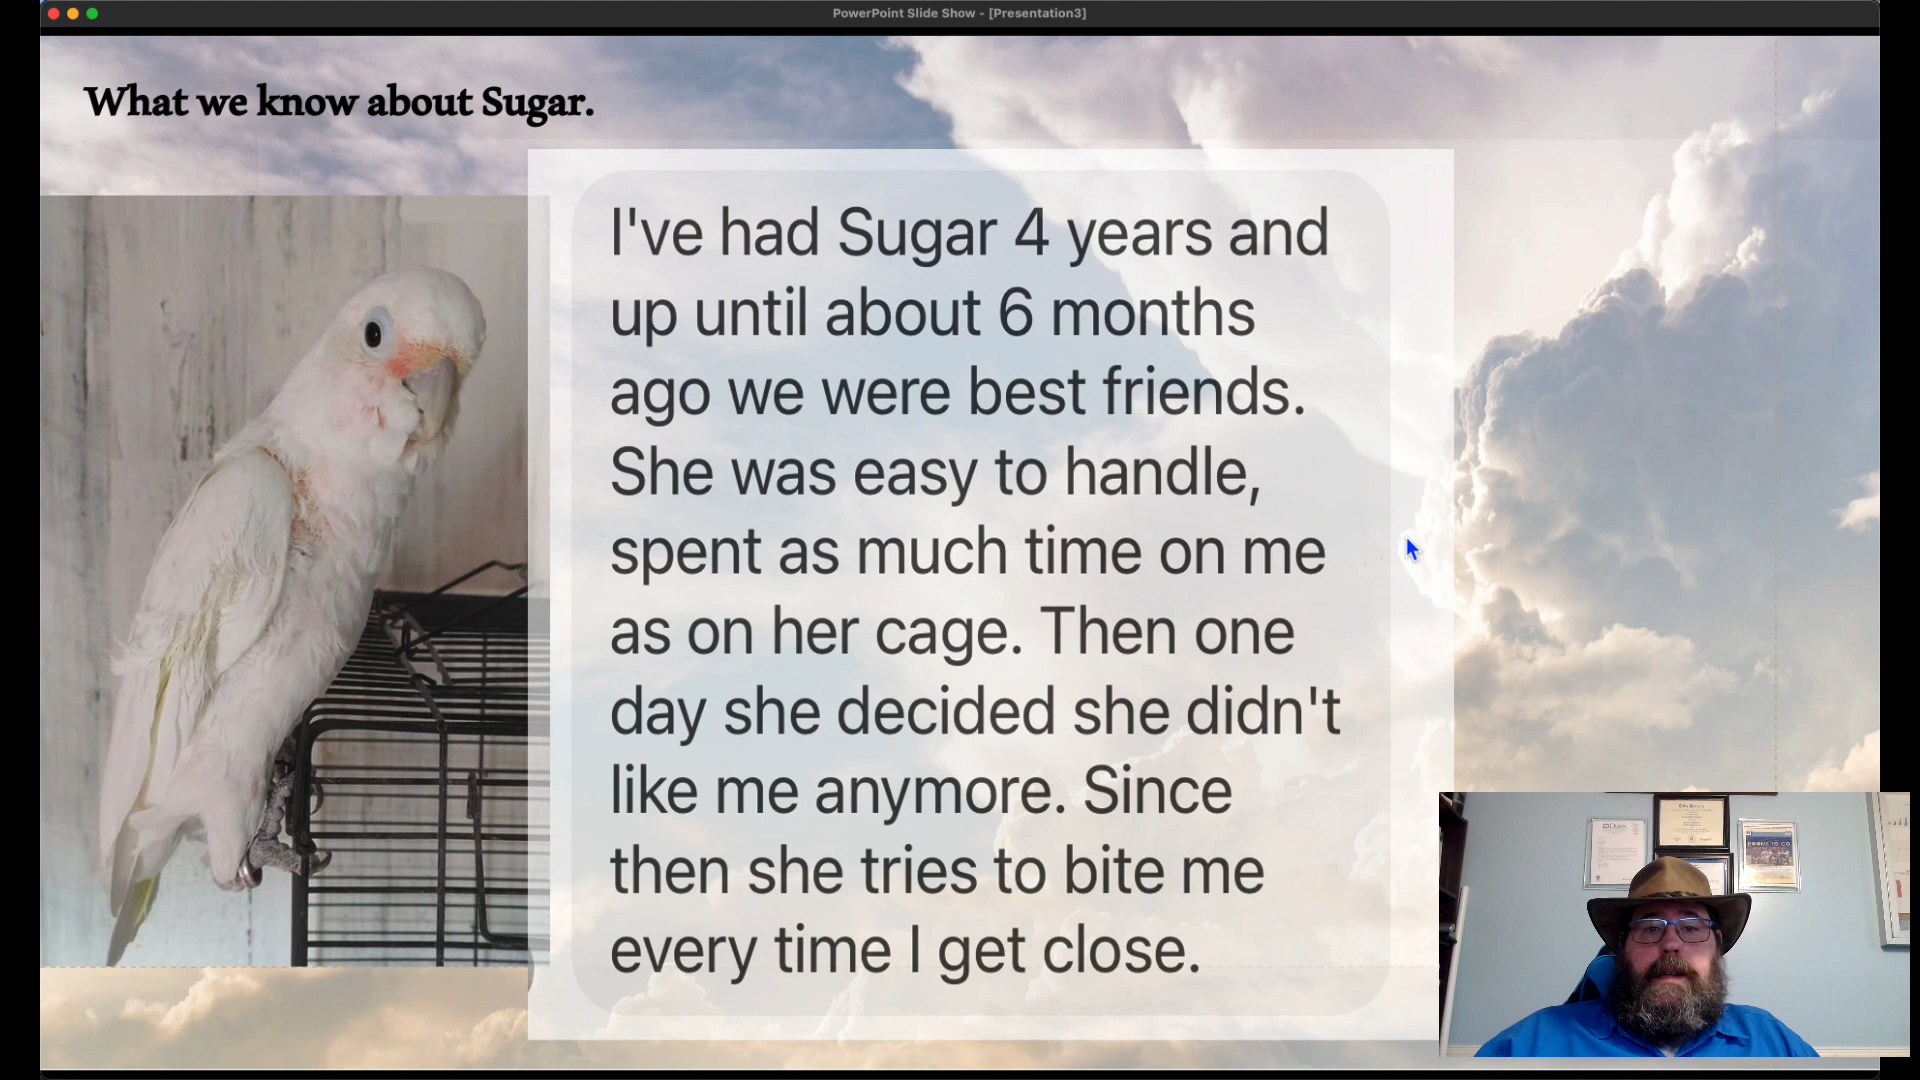 PowerPoint Slide Show - [Presentation3]
What we know about Sugar.
I've had Sugar 4 years and
up until about 6 months
ago we were best friends.
She was easy to handle,
spent as much time on me
as on her cage. Then one
day she decided she didn't
like me anymore. Since
then she tries to bite me
every time I get close.